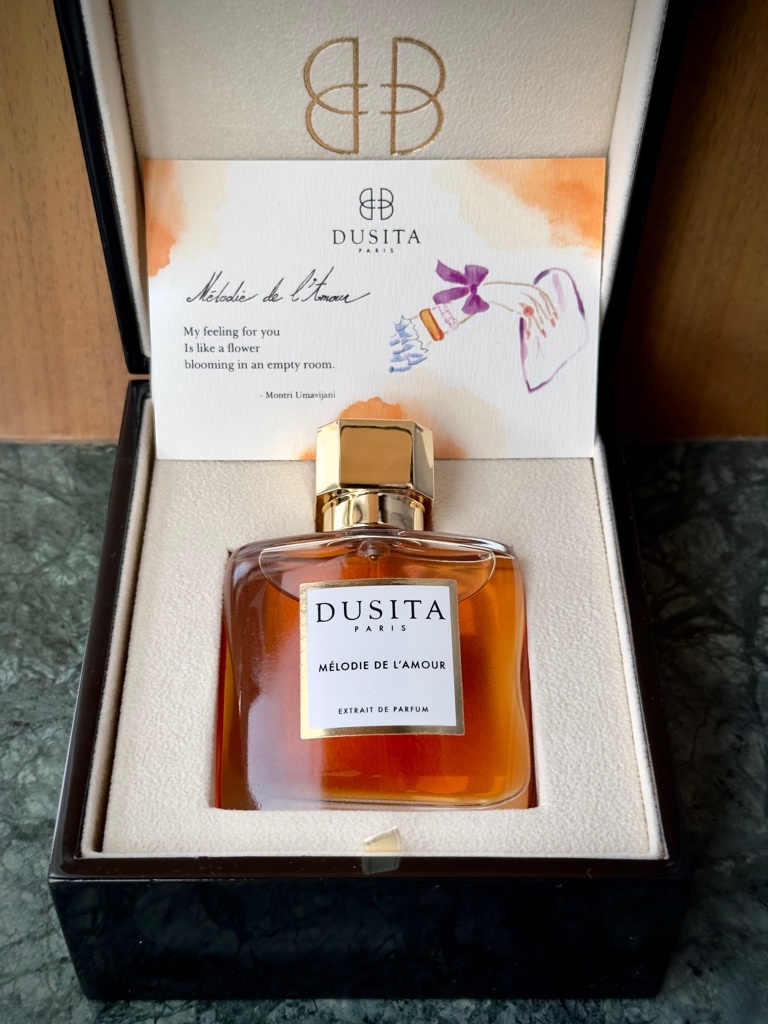 DUSITA
PARIS
Mélodie de l'Amour
My feeling for you
Is like a flower
blooming in an empty room.
- Montri Umavijani
DUSITA
PARIS
MÉLODIE DE L'AMOUR
EXTRAIT DE PARFUM